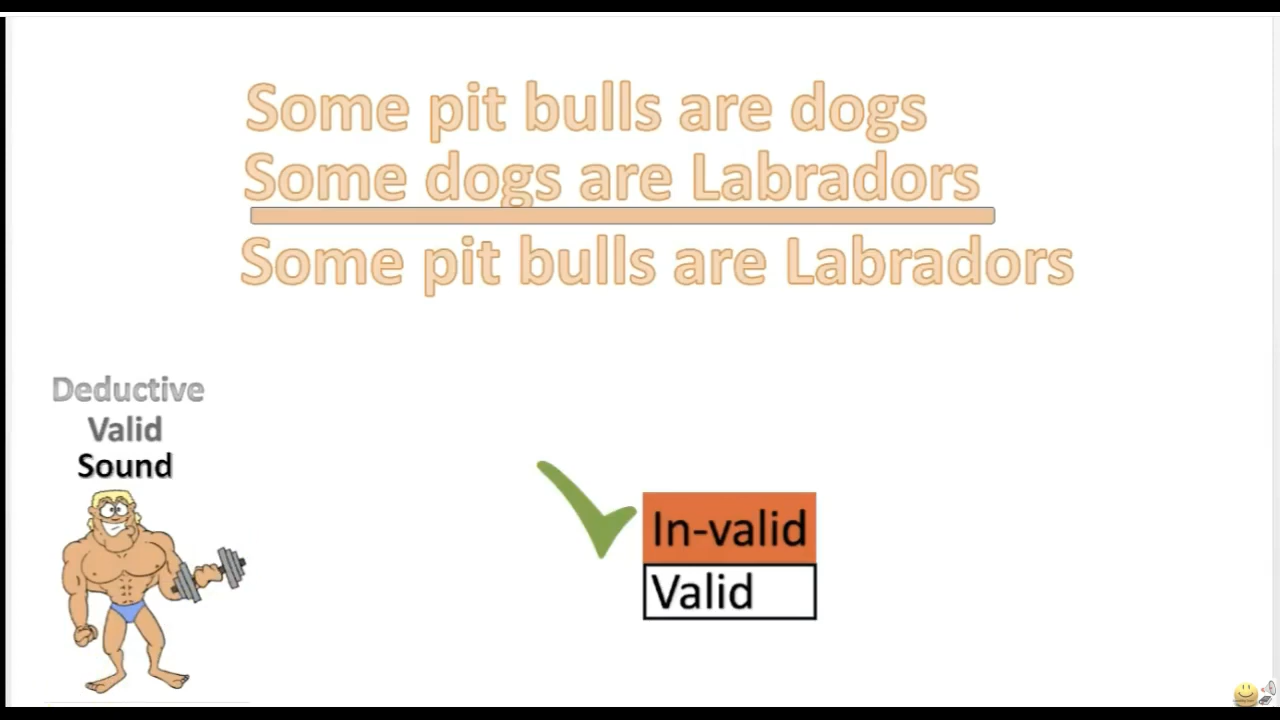 Some pit bulls are dogs
Some dogs are Labradors
Some pit bulls are Labradors
Deductive
Valid
Sound
In-valid
Valid